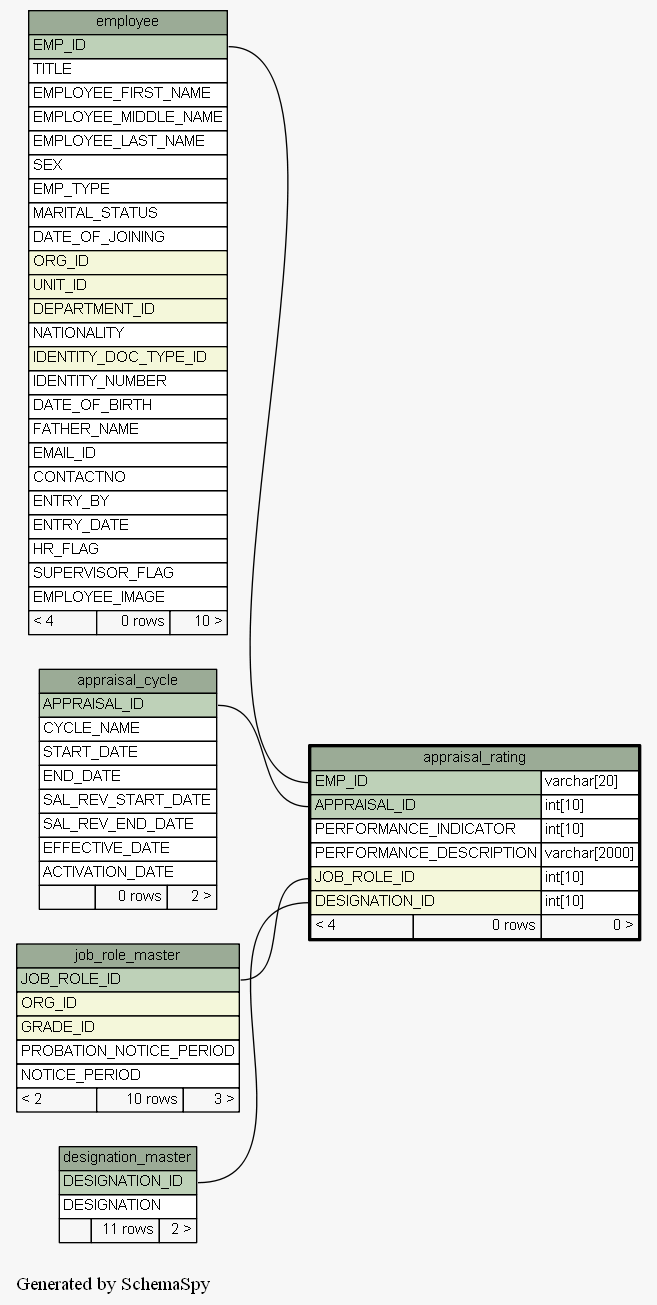 employee
EMP_ID
TITLE
EMPLOYEE_FIRST_NAME
EMPLOYEE_MIDDLE_NAME
EMPLOYEE_LAST_NAME
SEX
EMP_TYPE
MARITAL_STATUS
DATE_OF_JOINING
ORG_ID
UNIT_ID
DEPARTMENT_ID
NATIONALITY
IDENTITY_DOC_TYPE_ID
IDENTITY_NUMBER
DATE_OF_BIRTH
FATHER_NAME
EMAIL_ID
CONTACTNO
ENTRY_BY
ENTRY_DATE
HR_FLAG
SUPERVISOR_FLAG
EMPLOYEE_IMAGE
< 4 0 rows 10 >
appraisal_cycle
APPRAISAL_ID
CYCLE_NAME
START_DATE
END_DATE
SAL_REV_START_DATE
SAL_REV_END_DATE
EFFECTIVE_DATE
ACTIVATION_DATE
0 rows 2 >
appraisal_rating
EMP_ID varchar[20]
APPRAISAL_ID int[10]
PERFORMANCE_INDICATOR int[10]
PERFORMANCE_DESCRIPTION varchar[2000]
JOB_ROLE_ID int[10]
DESIGNATION_ID int[10]
< 4 0 rows 0 >
job_role_master
JOB_ROLE_ID
ORG_ID
GRADE_ID
PROBATION_NOTICE_PERIOD
NOTICE_PERIOD
< 2 10 rows 3 >
designation_master
DESIGNATION_ID
DESIGNATION
11 rows 2 >
Generated by SchemaSpy